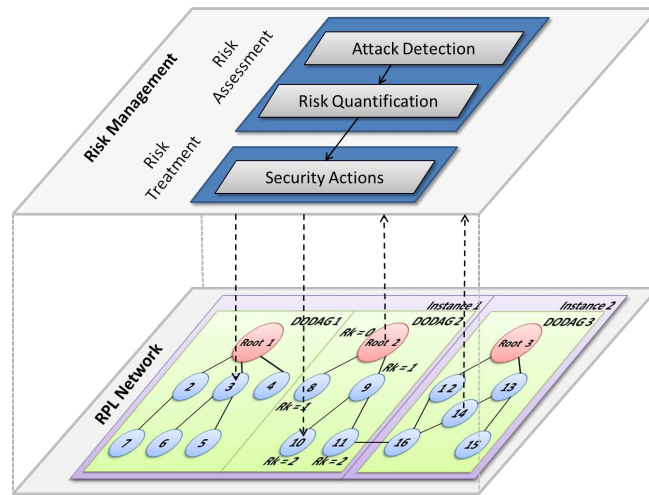 Risk Management
Risk
Assessment
Attack Detection
Risk Quantification
Risk
Treatment
Security Actions
RPL Network
Instance 1
Instance 2
DODAG 1
DODAG 2
DODAG 3
Root 1
Rk=0
Root 2
Root 3
Rk=1
2
3
4
8
9
12
13
Rk=1
14
7
6
5
10
11
16
15
Rk=2
Rk=2